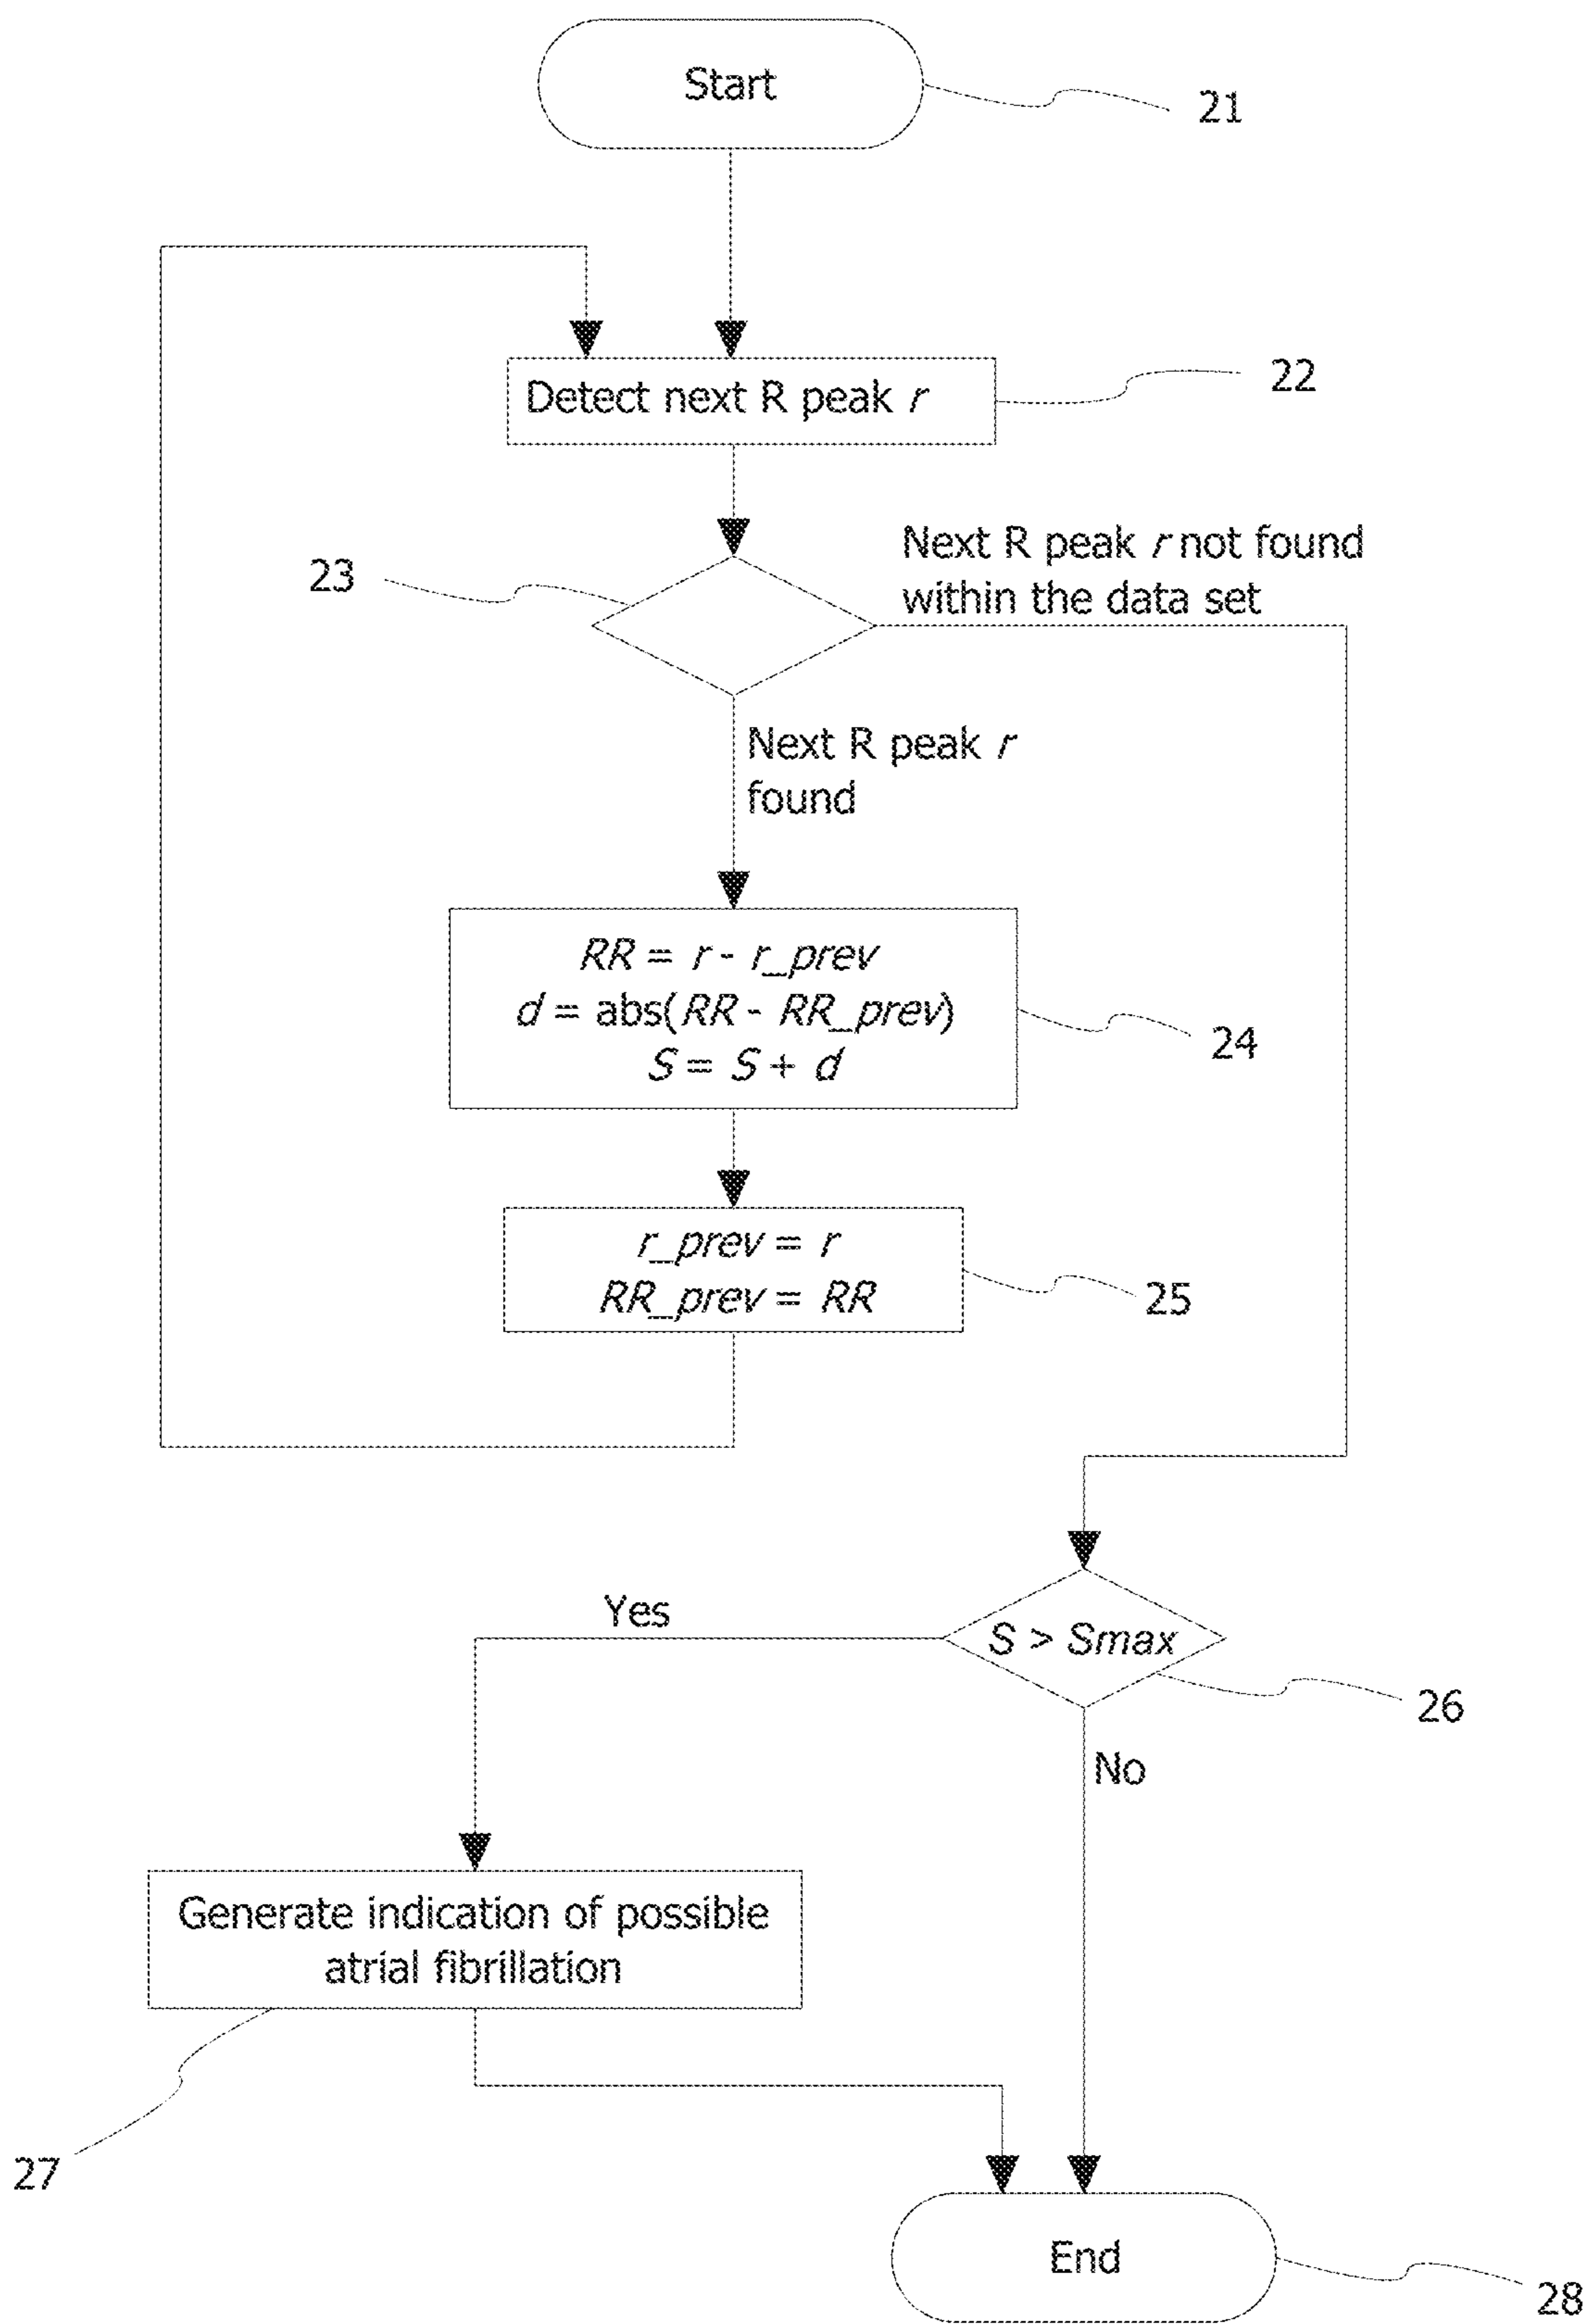 Start
21
Detect next R peak r
22
23
Next R peak r not found
within the data set
Next R peak r
found
RR = r - r_prev
d = abs(RR - RR_prev)
S = S + d
24
r_prev = r
RR_prev = RR
25
Yes
S > Smax
26
No
Generate indication of possible
atrial fibrillation
27
End
28